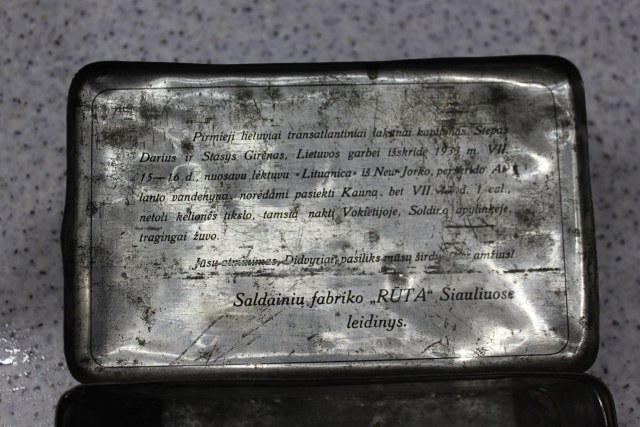 Pirmieji lietuviai transatlantiniai lakūnai kapitonas Stepas
Darius ir Stasys Girėnas, Lietuvos garbei išskridę 1933 m. VII.
15—16 d., nuosavu lėktuvu «Lituanica» iš New-Jorko, perskrido At-
lanto vandenyną, norėdami pasiekti Kauną, bet VII. d. 1 val.,
netoli kelionės tikslo, tamsią naktį Vokietijoje, Soldino apylinkėje,
tragingai žuvo.
Jūsų atminimas, Didvyriai, pasiliks mūsų širdy amžius!
Saldainių fabriko „RŪTA" Šiauliuose
leidinys.